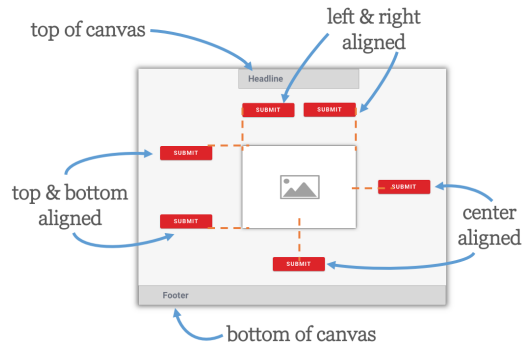 top of canvas
left & right
aligned
Headline
SUBMIT
SUBMIT
SUBMIT
top & bottom
aligned
SUBMIT
SUBMIT
center
aligned
SUBMIT
Footer
bottom of canvas